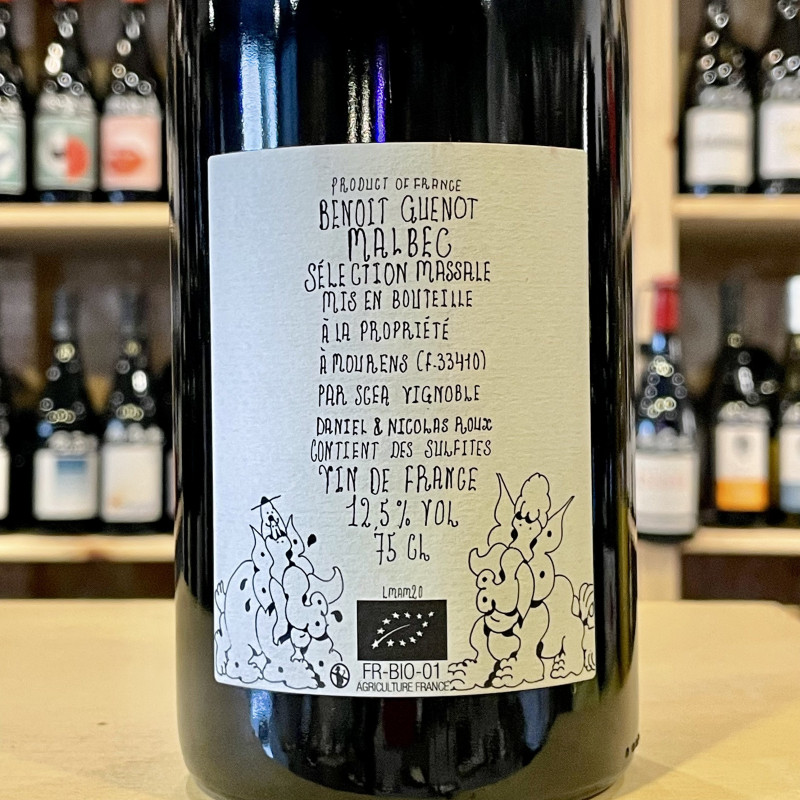 PRODUCT OF FRANCE
BENOIT GUENOT
MALBEC
SÉLECTION MASSALE
MIS EN BOUTEILLE
À LA PROPRIÉTÉ
À MOURENS (F-33410)
PAR SCEA VIGNOBLE
DANIEL & NICOLAS ROUX
CONTIENT DES SULFITES
VIN DE FRANCE
12,5% VOL
75 CL
LMAM20
FR-BIO-01
AGRICULTURE FRANCE